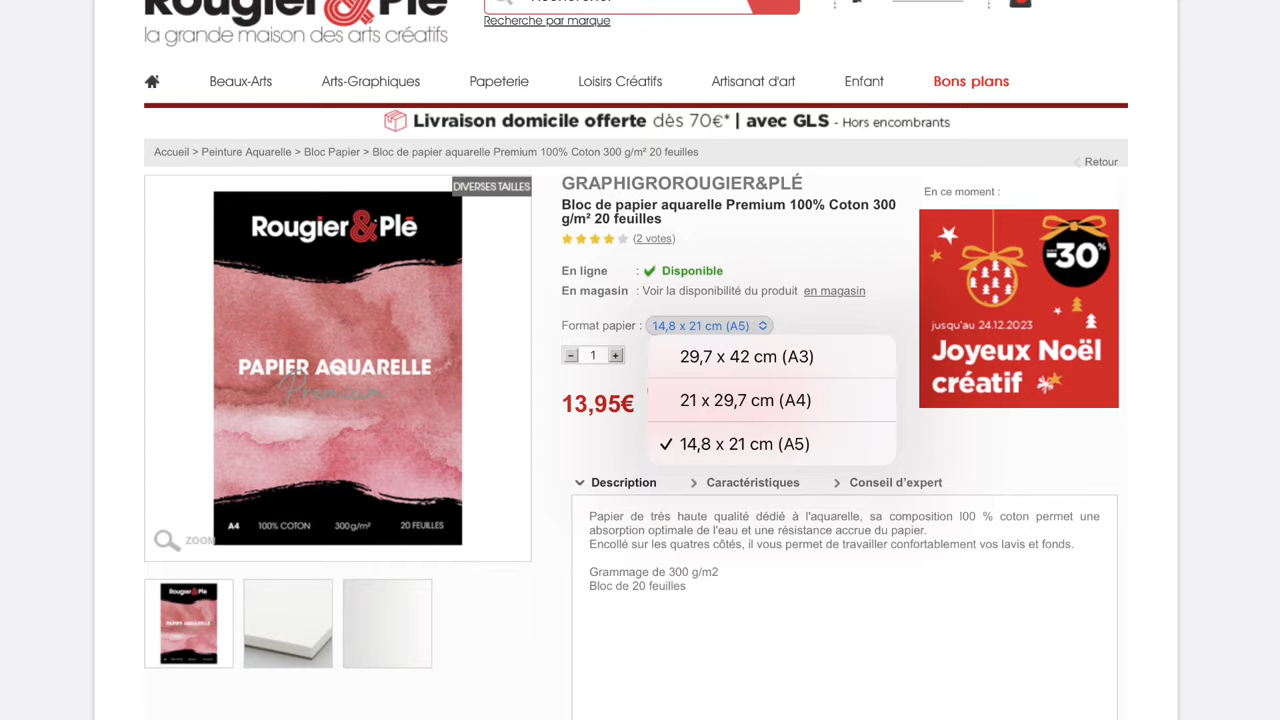 Rougier&Plé
la grande maison des arts créatifs
Rechercher
Recherche par marque
Beaux-Arts Arts-Graphiques Papeterie Loisirs Créatifs Artisanat d'art Enfant Bons plans
Livraison domicile offerte dès 70€* | avec GLS - Hors encombrants
Accueil > Peinture Aquarelle > Bloc Papier > Bloc de papier aquarelle Premium 100% Coton 300 g/m² 20 feuilles
Retour
DIVERSES TAILLES
Rougier&Plé
PAPIER AQUARELLE
Premium
A4 100% COTON 300g/m² 20 FEUILLES
ZOOM
GRAPHIGROROUGIER&PLÉ
Bloc de papier aquarelle Premium 100% Coton 300
g/m² 20 feuilles
(2 votes)
En ligne : Disponible
En magasin : Voir la disponibilité du produit en magasin
Format papier : 14,8 x 21 cm (A5)
29,7 x 42 cm (A3)
21 x 29,7 cm (A4)
14,8 x 21 cm (A5)
- 1 +
13,95€
En ce moment :
-30%
jusqu'au 24.12.2023
Joyeux Noël
créatif
Description Caractéristiques Conseil d'expert
Papier de très haute qualité dédié à l'aquarelle, sa composition l00 % coton permet une
absorption optimale de l'eau et une résistance accrue du papier.
Encollé sur les quatres côtés, il vous permet de travailler confortablement vos lavis et fonds.
Grammage de 300 g/m2
Bloc de 20 feuilles
Rougier&Plé
PAPIER AQUARELLE